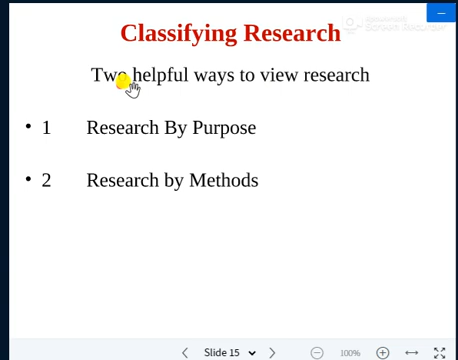 Classifying Research
Two helpful ways to view research
• 1 Research By Purpose
• 2 Research by Methods
Slide 15
100%